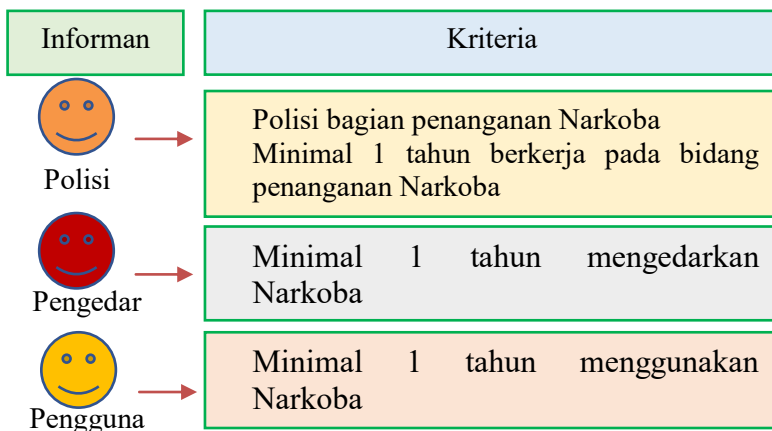 Informan
Kriteria
Polisi
Polisi bagian penanganan Narkoba
Minimal 1 tahun berkerja pada bidang
penanganan Narkoba
Pengedar
Minimal 1 tahun mengedarkan
Narkoba
Pengguna
Minimal 1 tahun menggunakan
Narkoba